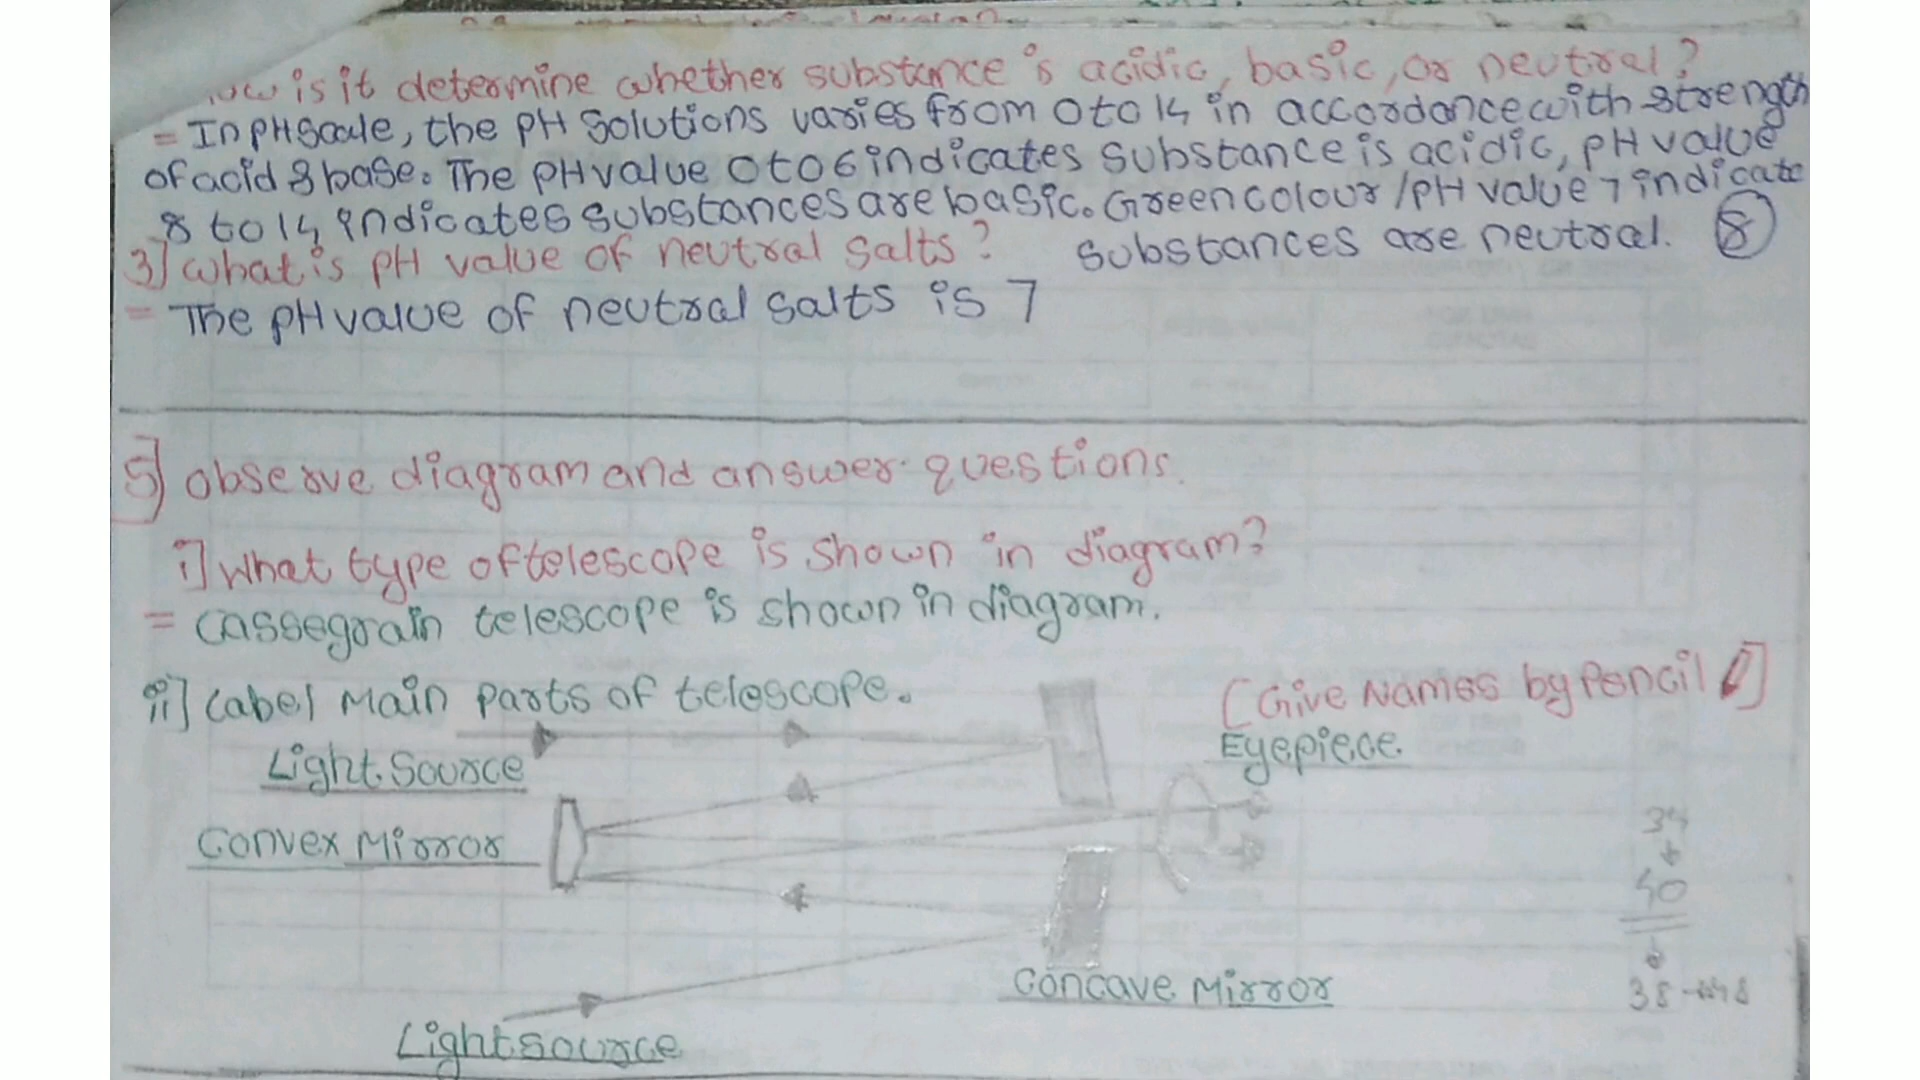 is it determine whether substance is acidic, basic, or neutral?
= In pH Scale, the pH solutions varies from 0 to 14 in accordance with strength
of acid & base. The pH value 0 to 6 indicates substance is acidic, pH value
8 to 14 indicates substances are basic. Green colour / pH value 7 indicate
substances are neutral. 8
3] What is pH value of neutral salts?
= The pH value of neutral salts is 7
5] observe diagram and answer questions.
i] What type of telescope is shown in diagram?
= cassegrain telescope is shown in diagram.
ii] Label Main parts of telescope.
[Give Names by Pencil]
Light Source
Eyepiece.
Convex Mirror
Concave Mirror
Light source
40